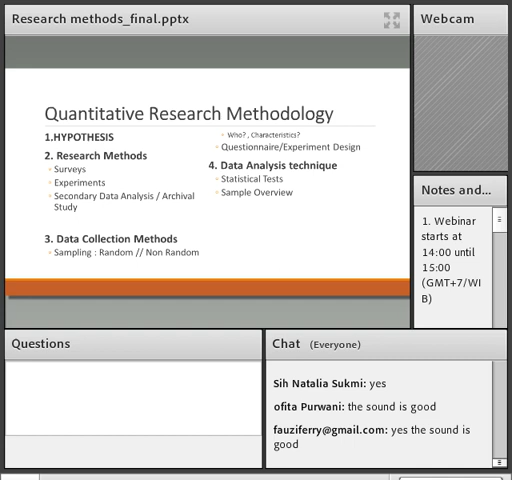 Research methods_final.pptx
Webcam
Quantitative Research Methodology
1.HYPOTHESIS
2. Research Methods
Surveys
Experiments
Secondary Data Analysis / Archival
Study
3. Data Collection Methods
Sampling : Random // Non Random
Who? , Characteristics?
Questionnaire/Experiment Design
4. Data Analysis technique
Statistical Tests
Sample Overview
Notes and...
1. Webinar
starts at
14:00 until
15:00
(GMT+7/WI
B)
Questions
Chat (Everyone)
Sih Natalia Sukmi: yes
ofita Purwani: the sound is good
fauziferry@gmail.com: yes the sound is
good